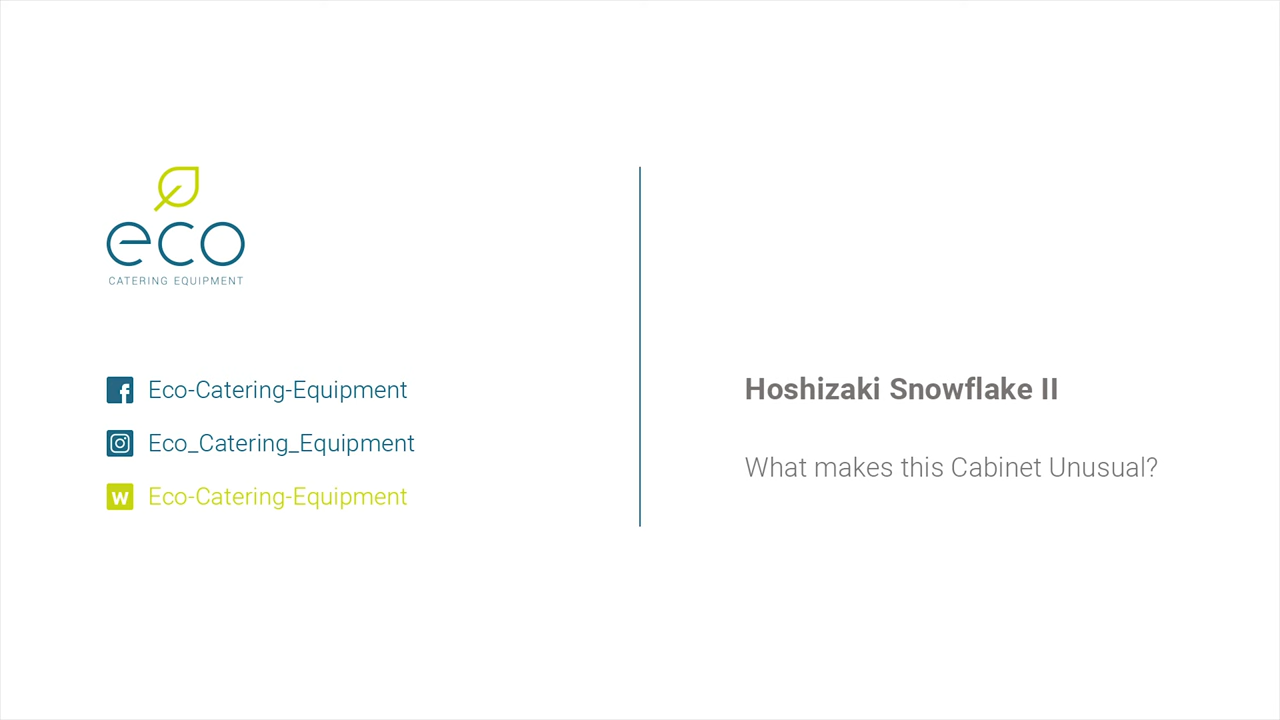 eco
CATERING EQUIPMENT
Eco-Catering-Equipment
Eco_Catering_Equipment
w Eco-Catering-Equipment
Hoshizaki Snowflake II
What makes this Cabinet Unusual?